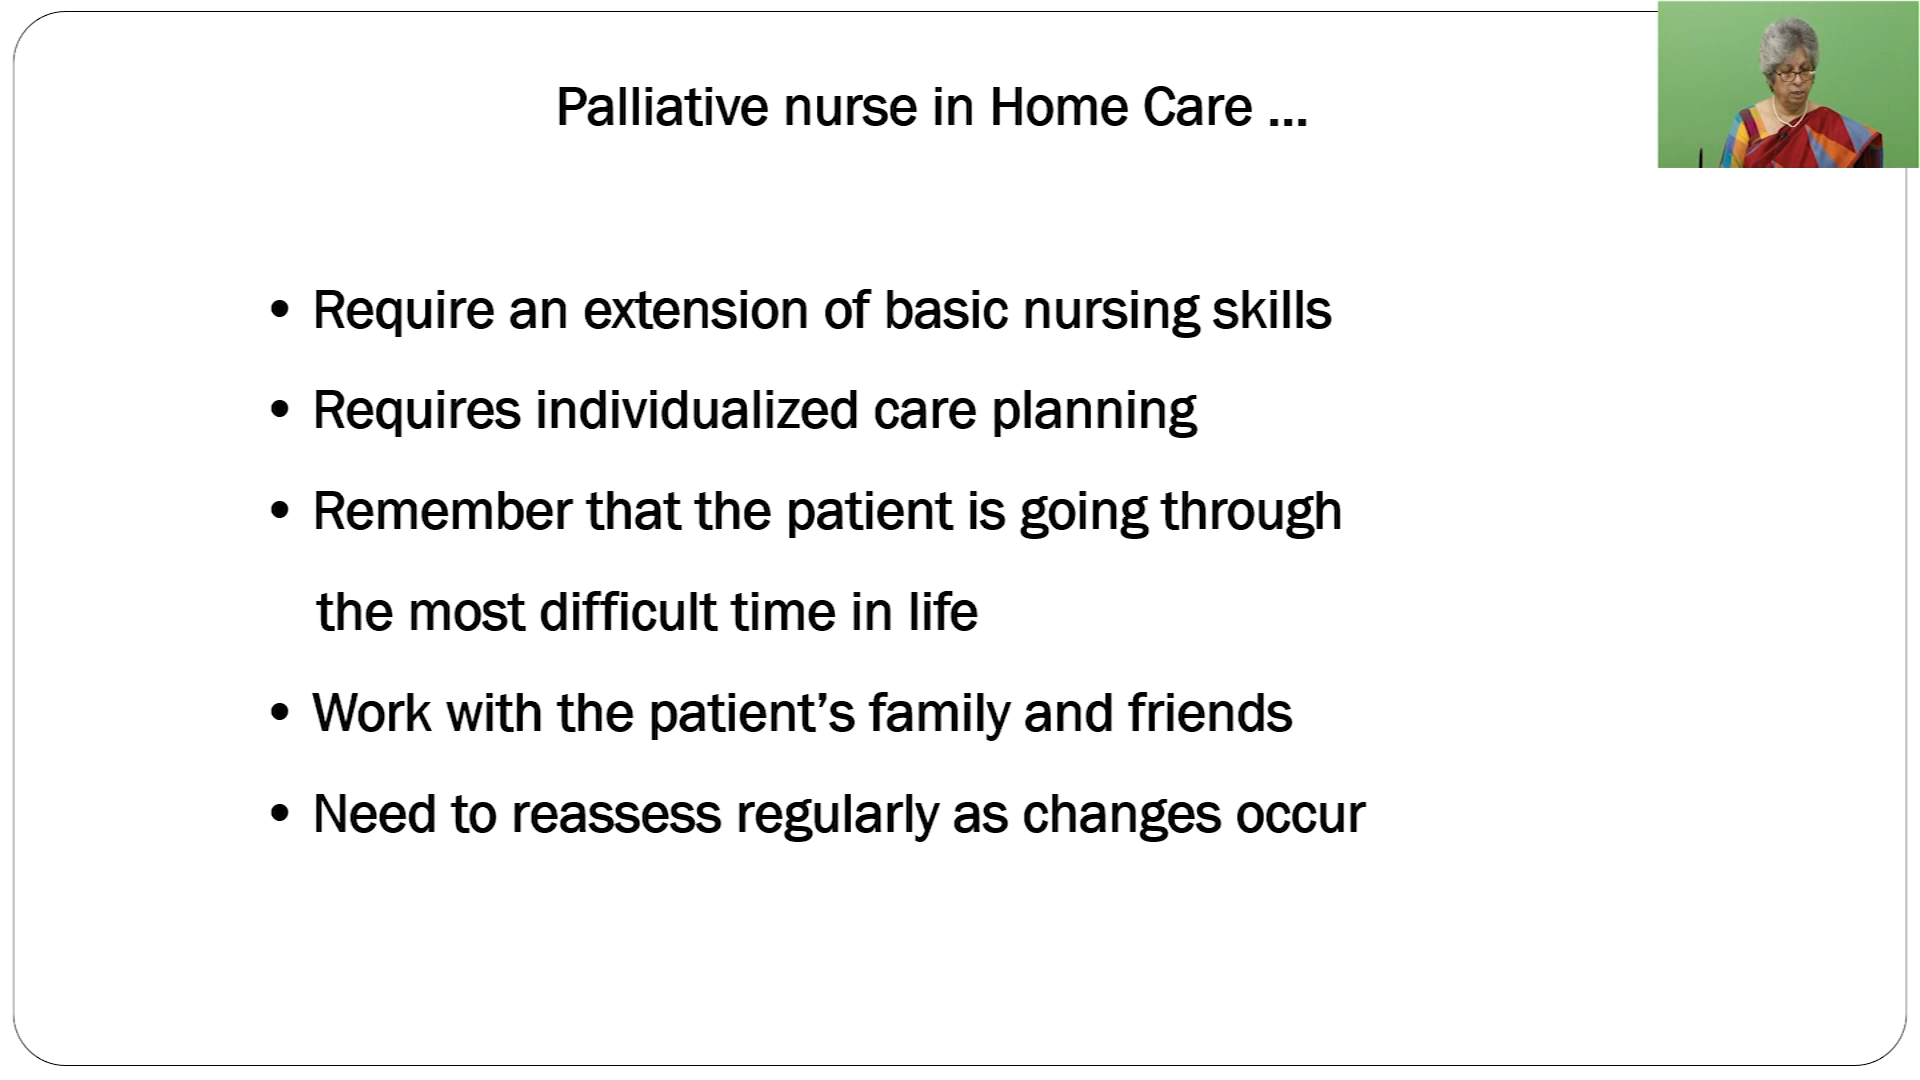 Palliative nurse in Home Care ...
• Require an extension of basic nursing skills
• Requires individualized care planning
• Remember that the patient is going through
the most difficult time in life
• Work with the patient’s family and friends
• Need to reassess regularly as changes occur